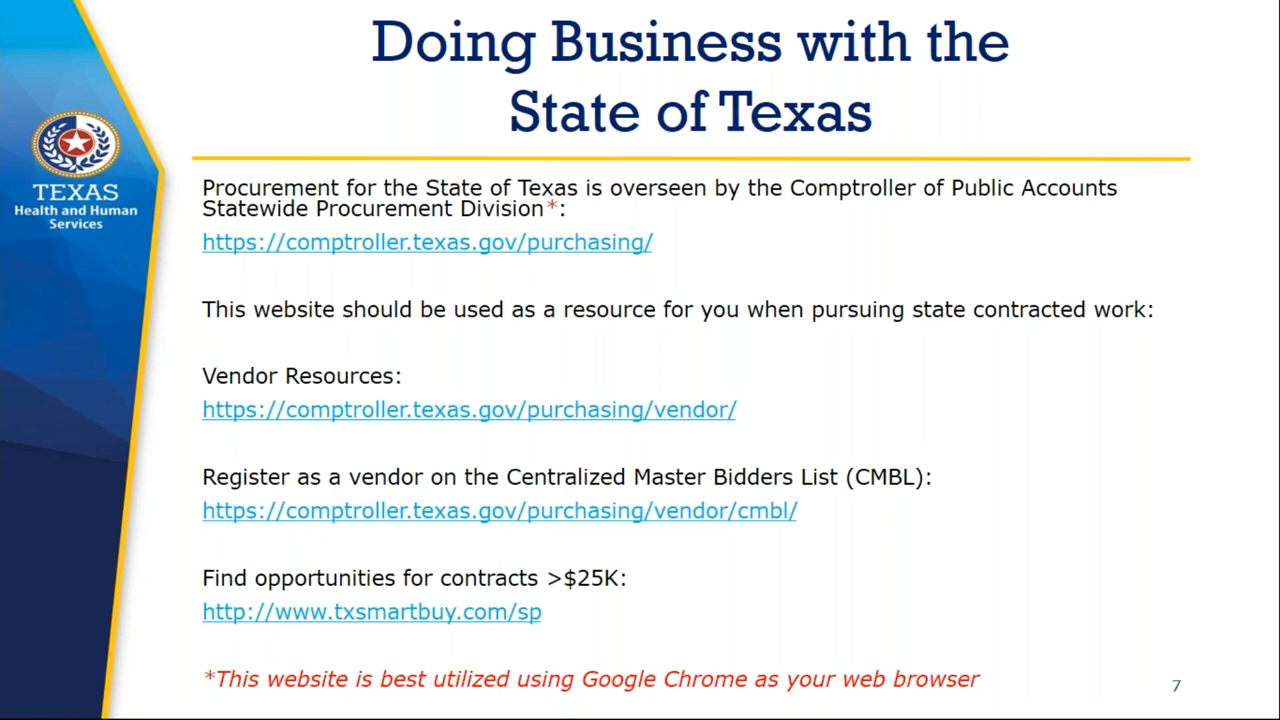 Doing Business with the
State of Texas
TEXAS
Health and Human
Services
Procurement for the State of Texas is overseen by the Comptroller of Public Accounts
Statewide Procurement Division*:
https://comptroller.texas.gov/purchasing/
This website should be used as a resource for you when pursuing state contracted work:
Vendor Resources:
https://comptroller.texas.gov/purchasing/vendor/
Register as a vendor on the Centralized Master Bidders List (CMBL):
https://comptroller.texas.gov/purchasing/vendor/cmbl/
Find opportunities for contracts >$25K:
http://www.txsmartbuy.com/sp
*This website is best utilized using Google Chrome as your web browser
7